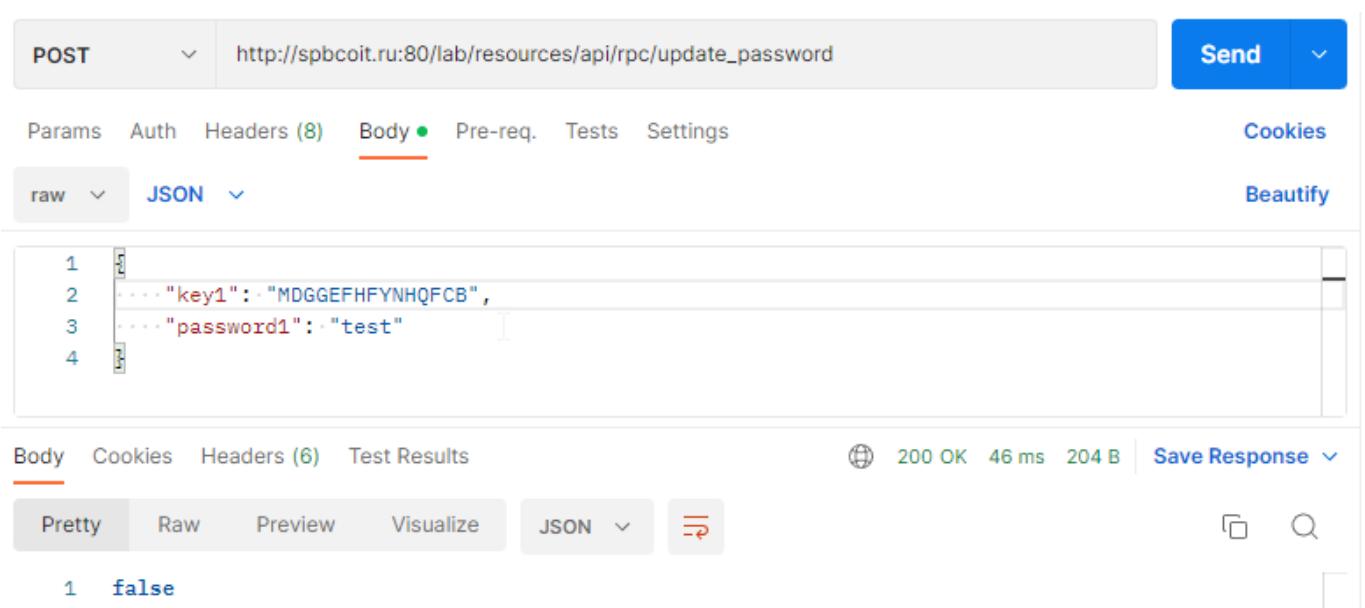 POST http://spbcoit.ru:80/lab/resources/api/rpc/update_password Send
Params Auth Headers (8) Body Pre-req. Tests Settings Cookies
raw JSON Beautify
1 {
2 "key1": "MDGGEFHFYNHQFCB",
3 "password1": "test"
4 }
Body Cookies Headers (6) Test Results 200 OK 46 ms 204 B Save Response
Pretty Raw Preview Visualize JSON
1 false